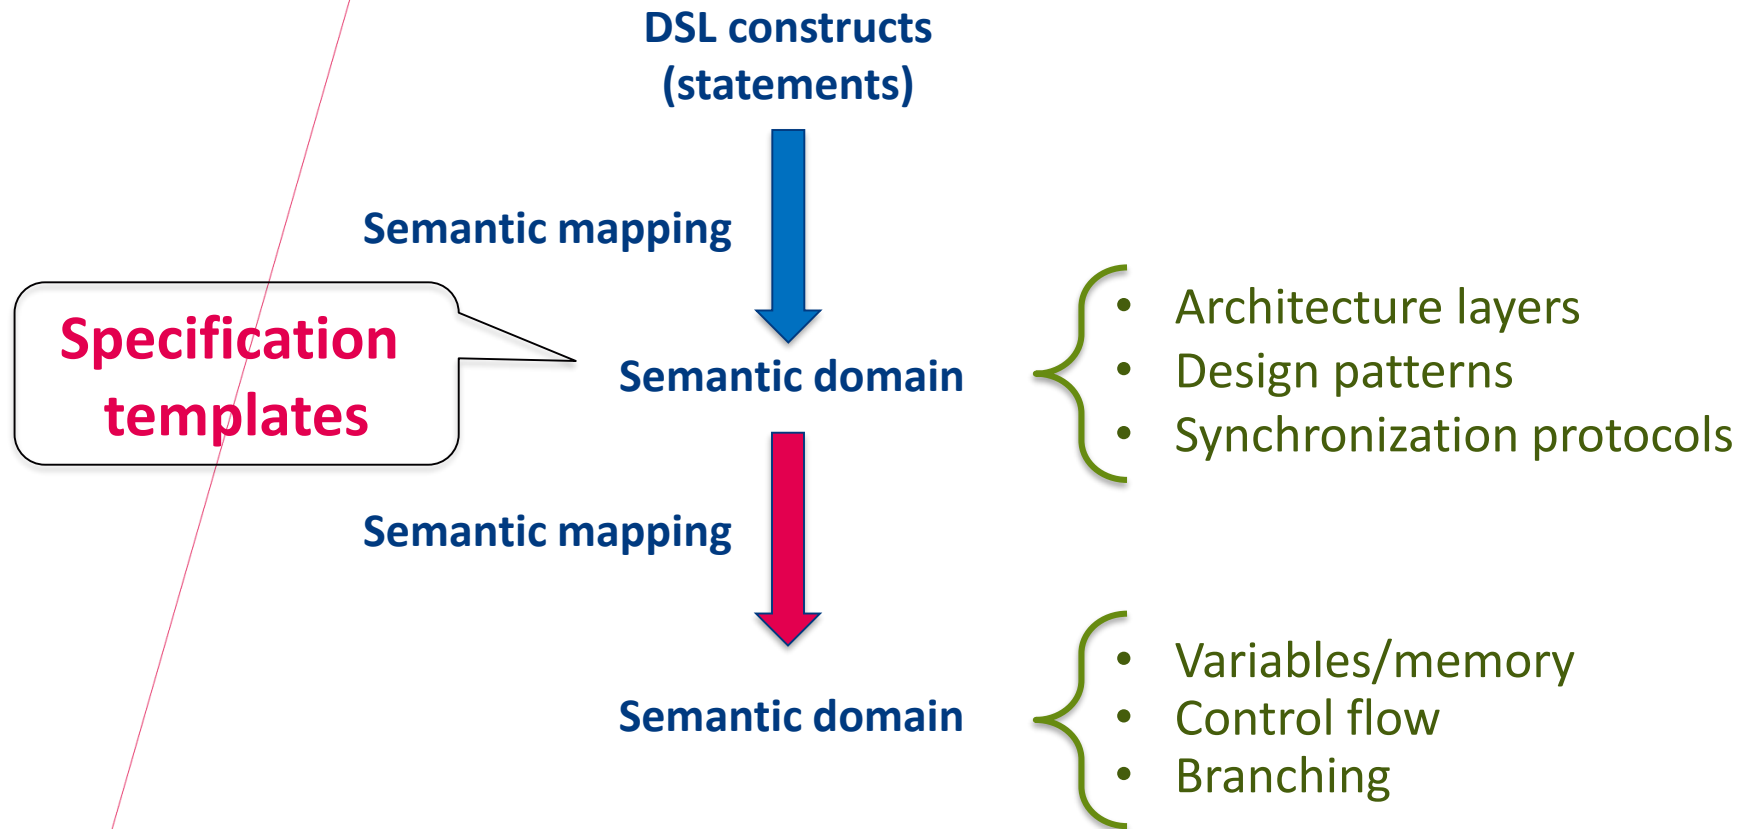 DSL constructs
(statements)
Semantic mapping
Specification
templates
Semantic domain
• Architecture layers
• Design patterns
• Synchronization protocols
Semantic mapping
Semantic domain
• Variables/memory
• Control flow
• Branching